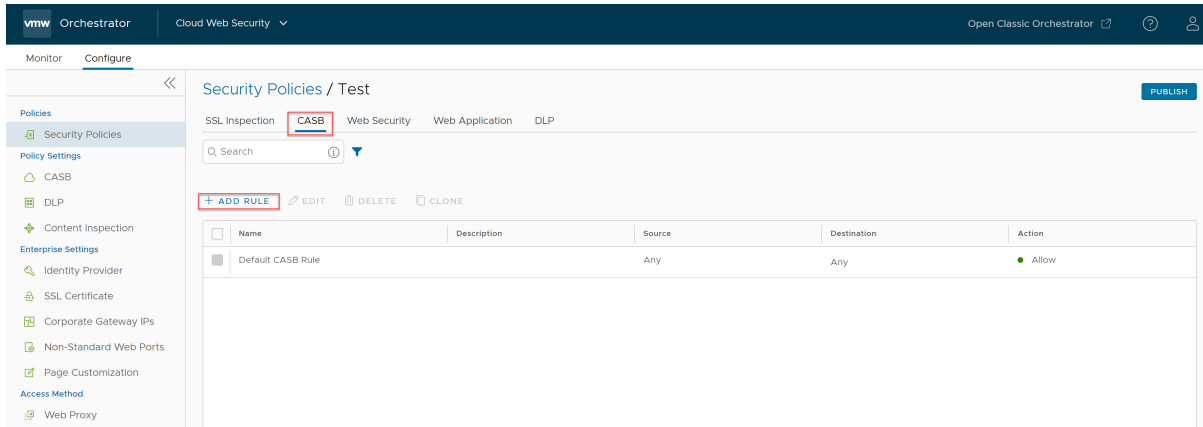 vmw Orchestrator Cloud Web Security Open Classic Orchestrator
Monitor Configure
Security Policies / Test
PUBLISH
SSL Inspection CASB Web Security Web Application DLP
Search
+ ADD RULE EDIT DELETE CLONE
Name Description Source Destination Action
Default CASB Rule Any Any Allow
Policies
Security Policies
Policy Settings
CASB
DLP
Content Inspection
Enterprise Settings
Identity Provider
SSL Certificate
Corporate Gateway IPs
Non-Standard Web Ports
Page Customization
Access Method
Web Proxy